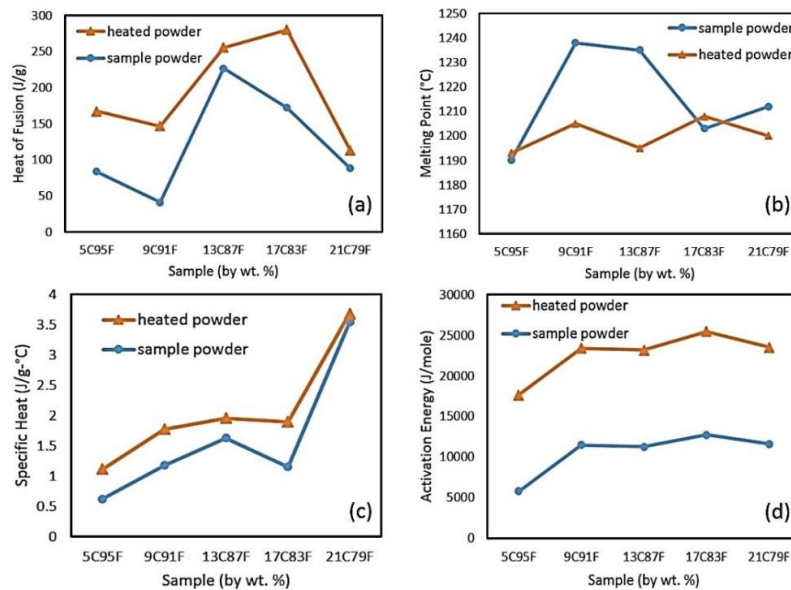 300
250
200
150
100
50
0
Heat of Fusion (J/g)
heated powder
sample powder
(a)
5C95F 9C91F 13C87F 17C83F 21C79F
Sample (by wt. %)
1250
1240
1230
1220
1210
1200
1190
1180
1170
1160
Melting Point (°C)
sample powder
heated powder
(b)
5C95F 9C91F 13C87F 17C83F 21C79F
Sample (by wt. %)
4
3.5
3
2.5
2
1.5
1
0.5
0
Specific Heat (J/g-°C)
heated powder
sample powder
(c)
5C95F 9C91F 13C87F 17C83F 21C79F
Sample (by wt. %)
30000
25000
20000
15000
10000
5000
0
Activation Energy (J/mole)
heated powder
sample powder
(d)
5C95F 9C91F 13C87F 17C83F 21C79F
Sample (by wt. %)